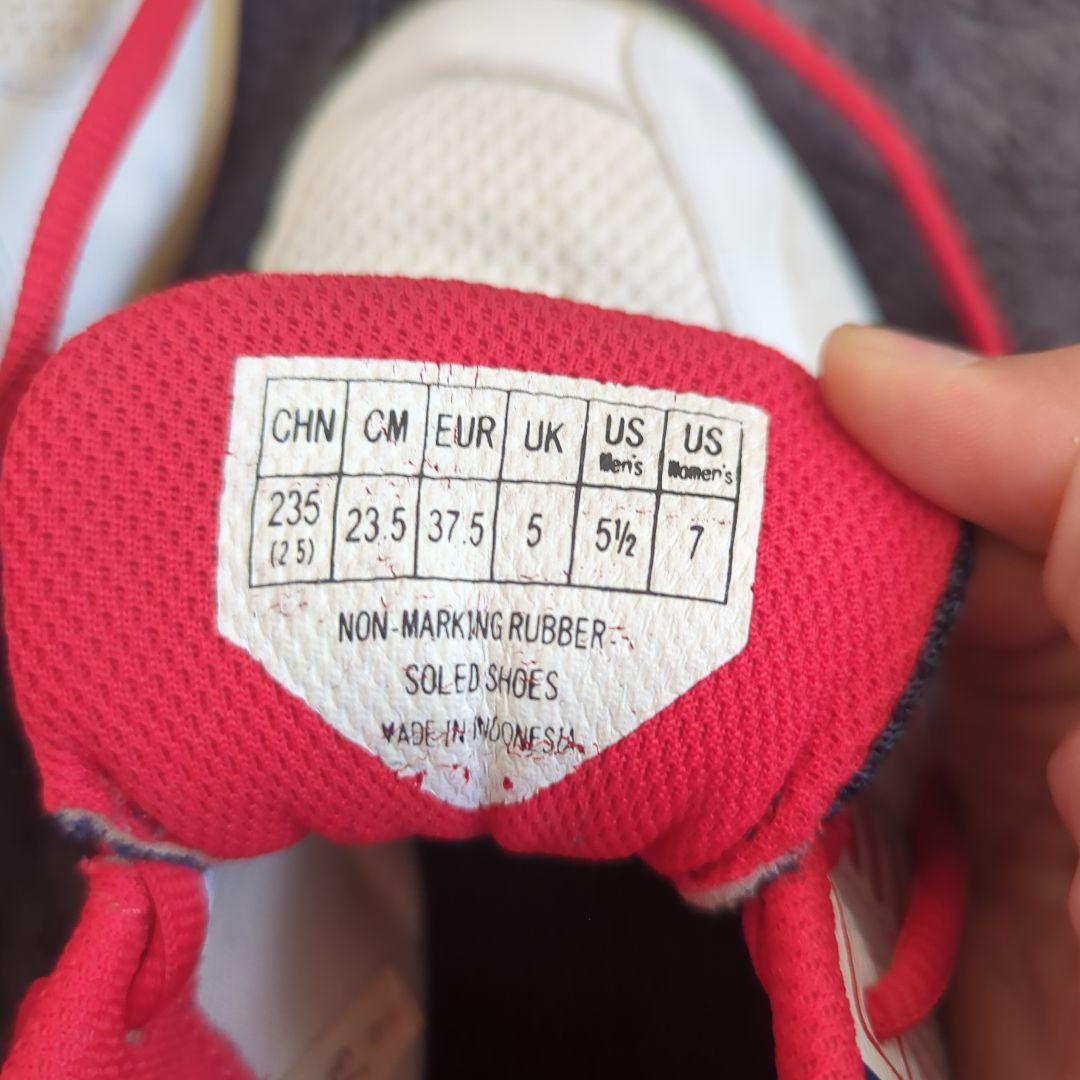 CHN CM EUR UK US Men's US Women's
235 (2 5) 23.5 37.5 5 5½ 7
NON-MARKING RUBBER
SOLED SHOES
MADE IN INDONESIA